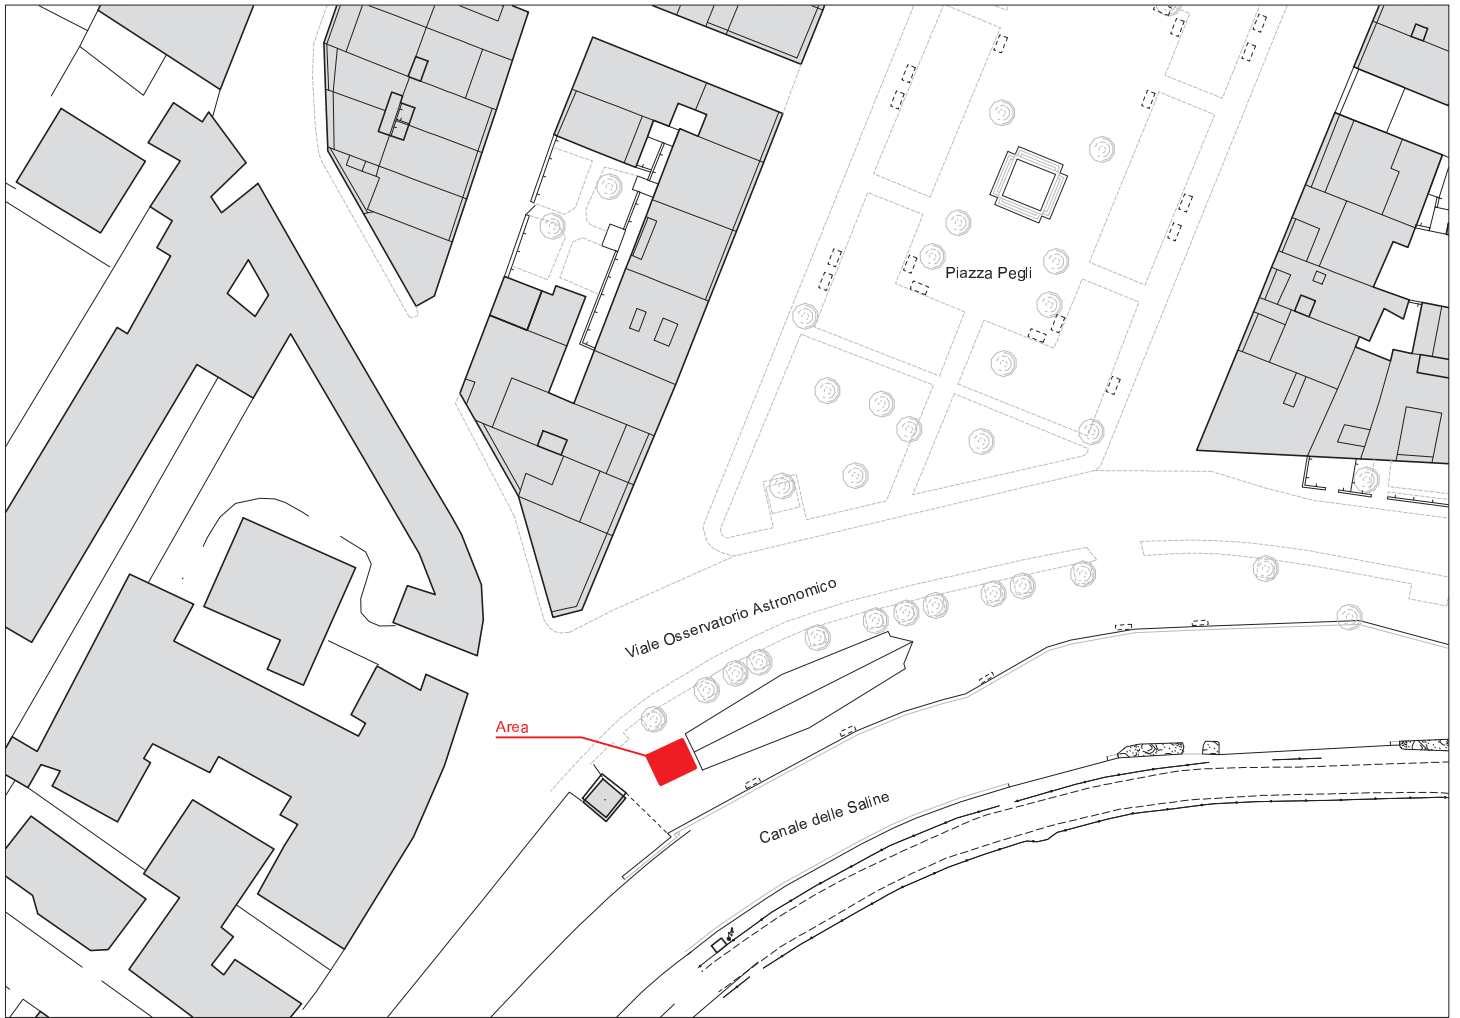 Piazza Pegli
Viale Osservatorio Astronomico
Area
Canale delle Saline